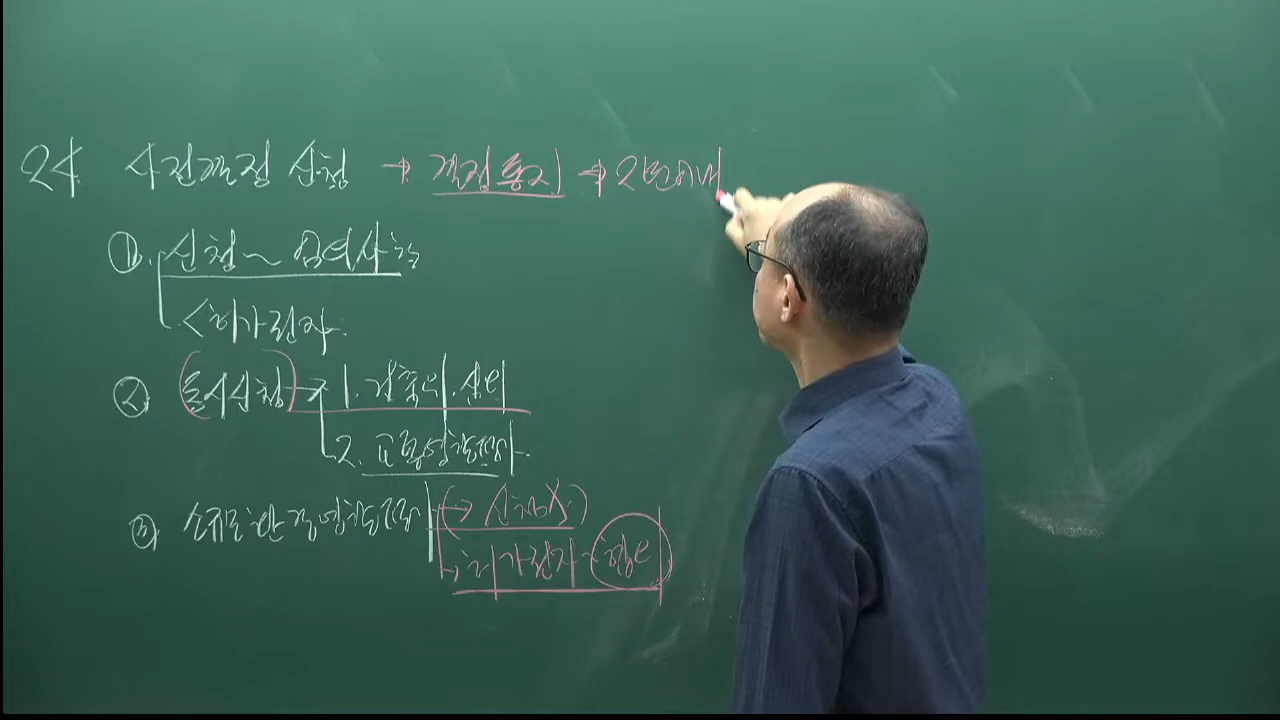 24 사전결정 신청 → 결정통지 → 2년이내
①. 신청~ 심의사항
허가권자
② (동시신청) → 1. 건축위.심의
2. 교통영향평가
③ 소규모환경영향평가 (→ 신청X)
→ 허가권자 ~ 협의